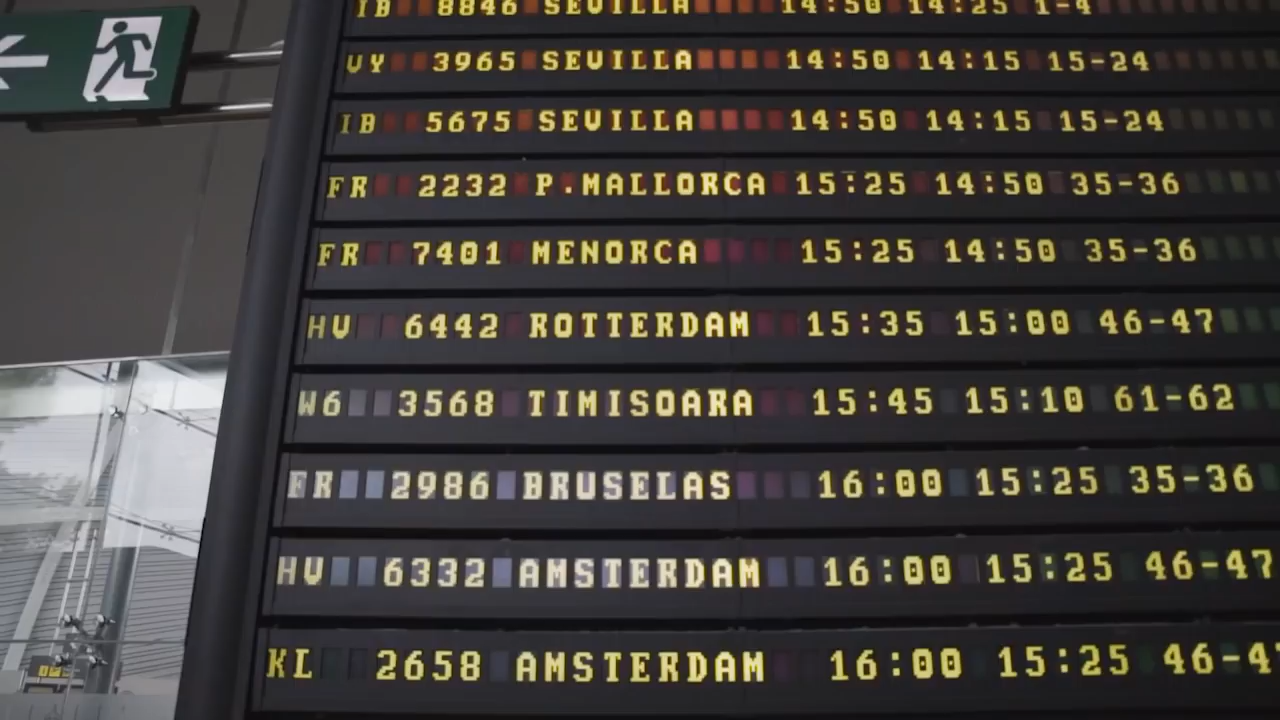 IB 8846 SEVILLA 14:50 14:25 1-4
VY 3965 SEVILLA 14:50 14:15 15-24
IB 5675 SEVILLA 14:50 14:15 15-24
FR 2232 P.MALLORCA 15:25 14:50 35-36
FR 7401 MENORCA 15:25 14:50 35-36
HV 6442 ROTTERDAM 15:35 15:00 46-47
W6 3568 TIMISOARA 15:45 15:10 61-62
FR 2986 BRUSELAS 16:00 15:25 35-36
HV 6332 AMSTERDAM 16:00 15:25 46-47
KL 2658 AMSTERDAM 16:00 15:25 46-4